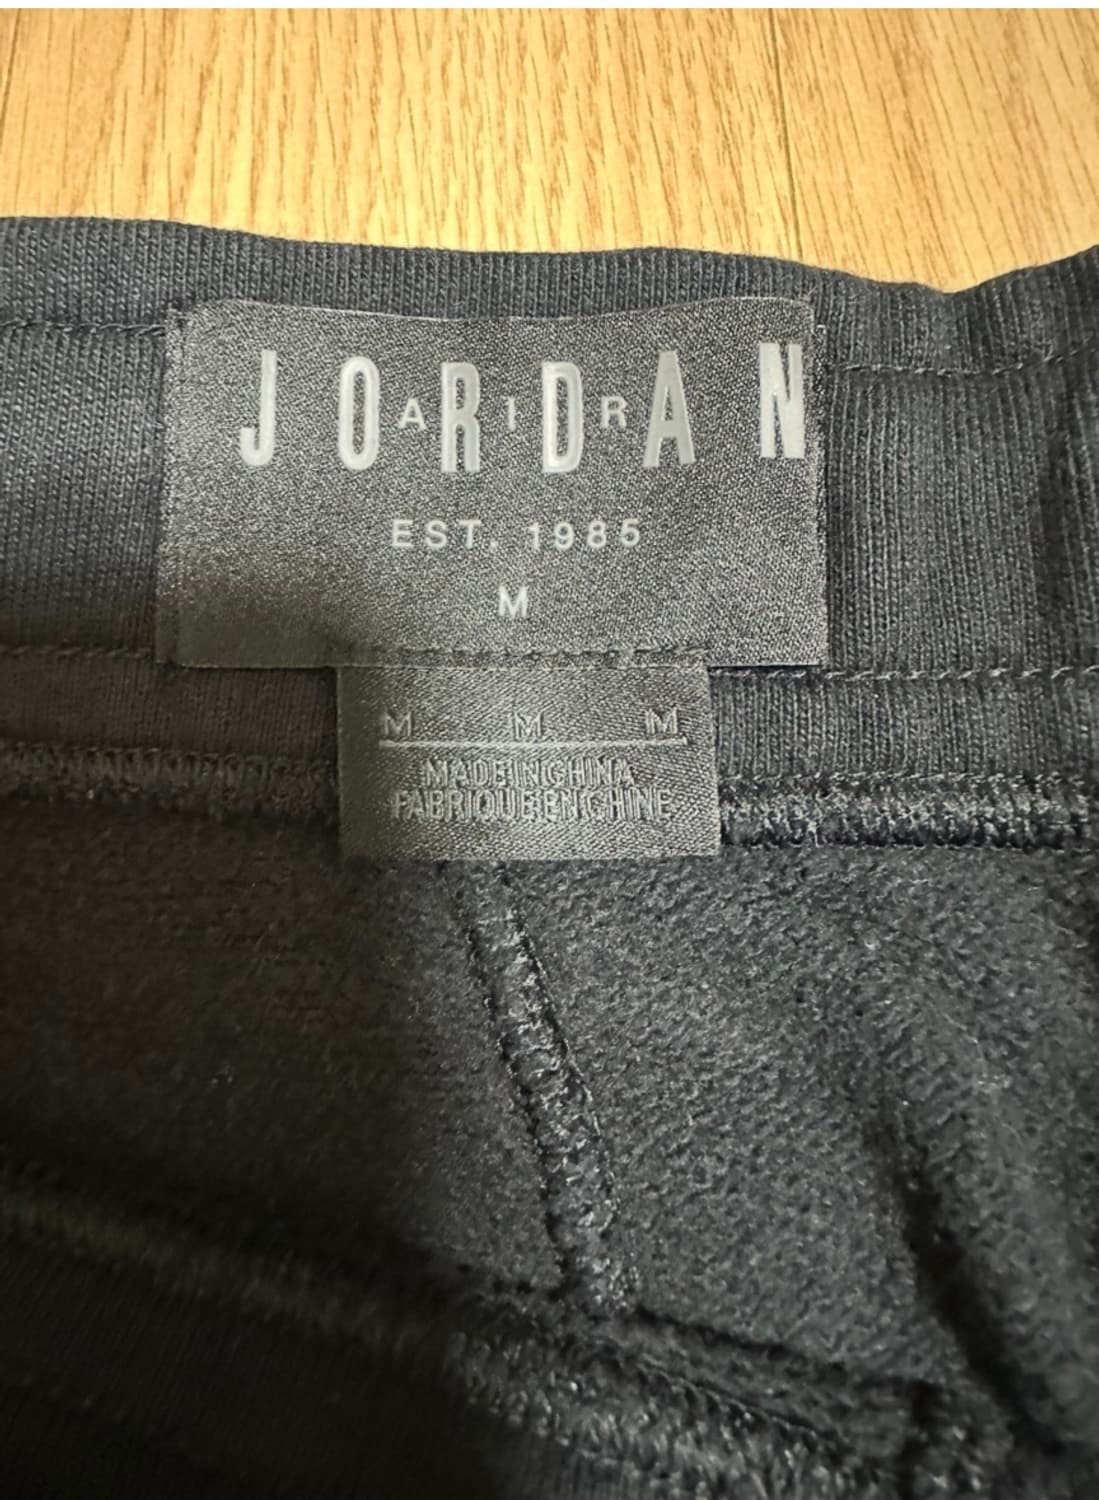 JORDAN
AIR
EST. 1985
M
M M M
MADE IN CHINA
FABRIQUE EN CHINE